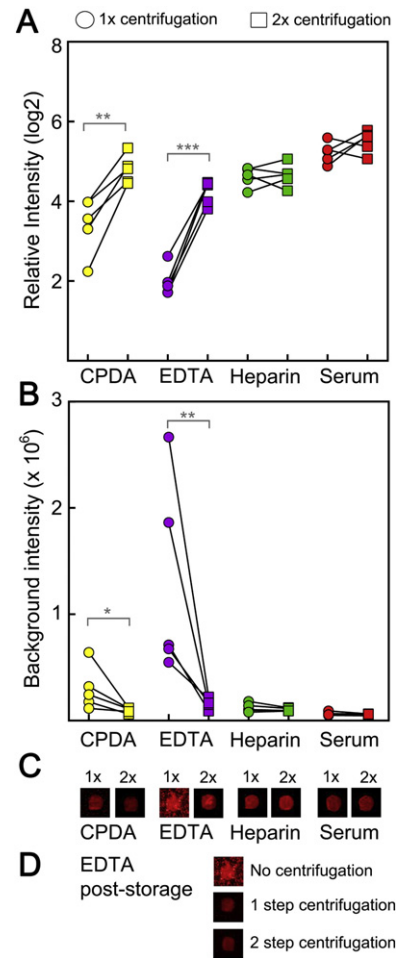 A
1x centrifugation 2x centrifugation
Relative Intensity (log2)
8
6
4
2
** ***
CPDA EDTA Heparin Serum
B
Background intensity (x 10⁶)
3
2
1
* **
CPDA EDTA Heparin Serum
C
1x 2x 1x 2x 1x 2x 1x 2x
CPDA EDTA Heparin Serum
D
EDTA
post-storage
No centrifugation
1 step centrifugation
2 step centrifugation